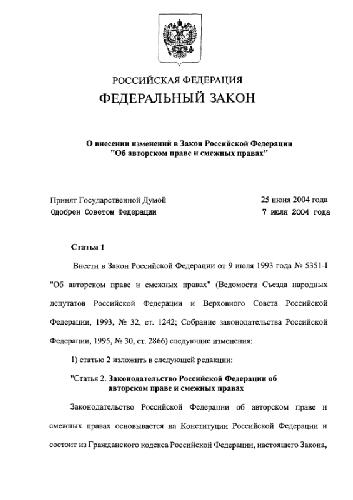 РОССИЙСКАЯ ФЕДЕРАЦИЯ
ФЕДЕРАЛЬНЫЙ ЗАКОН
О внесении изменений в Закон Российской Федерации
"Об авторском праве и смежных правах"
Принят Государственной Думой 25 июня 2004 года
Одобрен Советом Федерации 7 июля 2004 года
Статья 1
Внести в Закон Российской Федерации от 9 июля 1993 года № 5351-I
"Об авторском праве и смежных правах" (Ведомости Съезда народных
депутатов Российской Федерации и Верховного Совета Российской
Федерации, 1993, № 32, ст. 1242; Собрание законодательства Российской
Федерации, 1995, № 30, ст. 2866) следующие изменения:
1) статью 2 изложить в следующей редакции:
"Статья 2. Законодательство Российской Федерации об
авторском праве и смежных правах
Законодательство Российской Федерации об авторском праве и
смежных правах основывается на Конституции Российской Федерации и
состоит из Гражданского кодекса Российской Федерации, настоящего Закона,